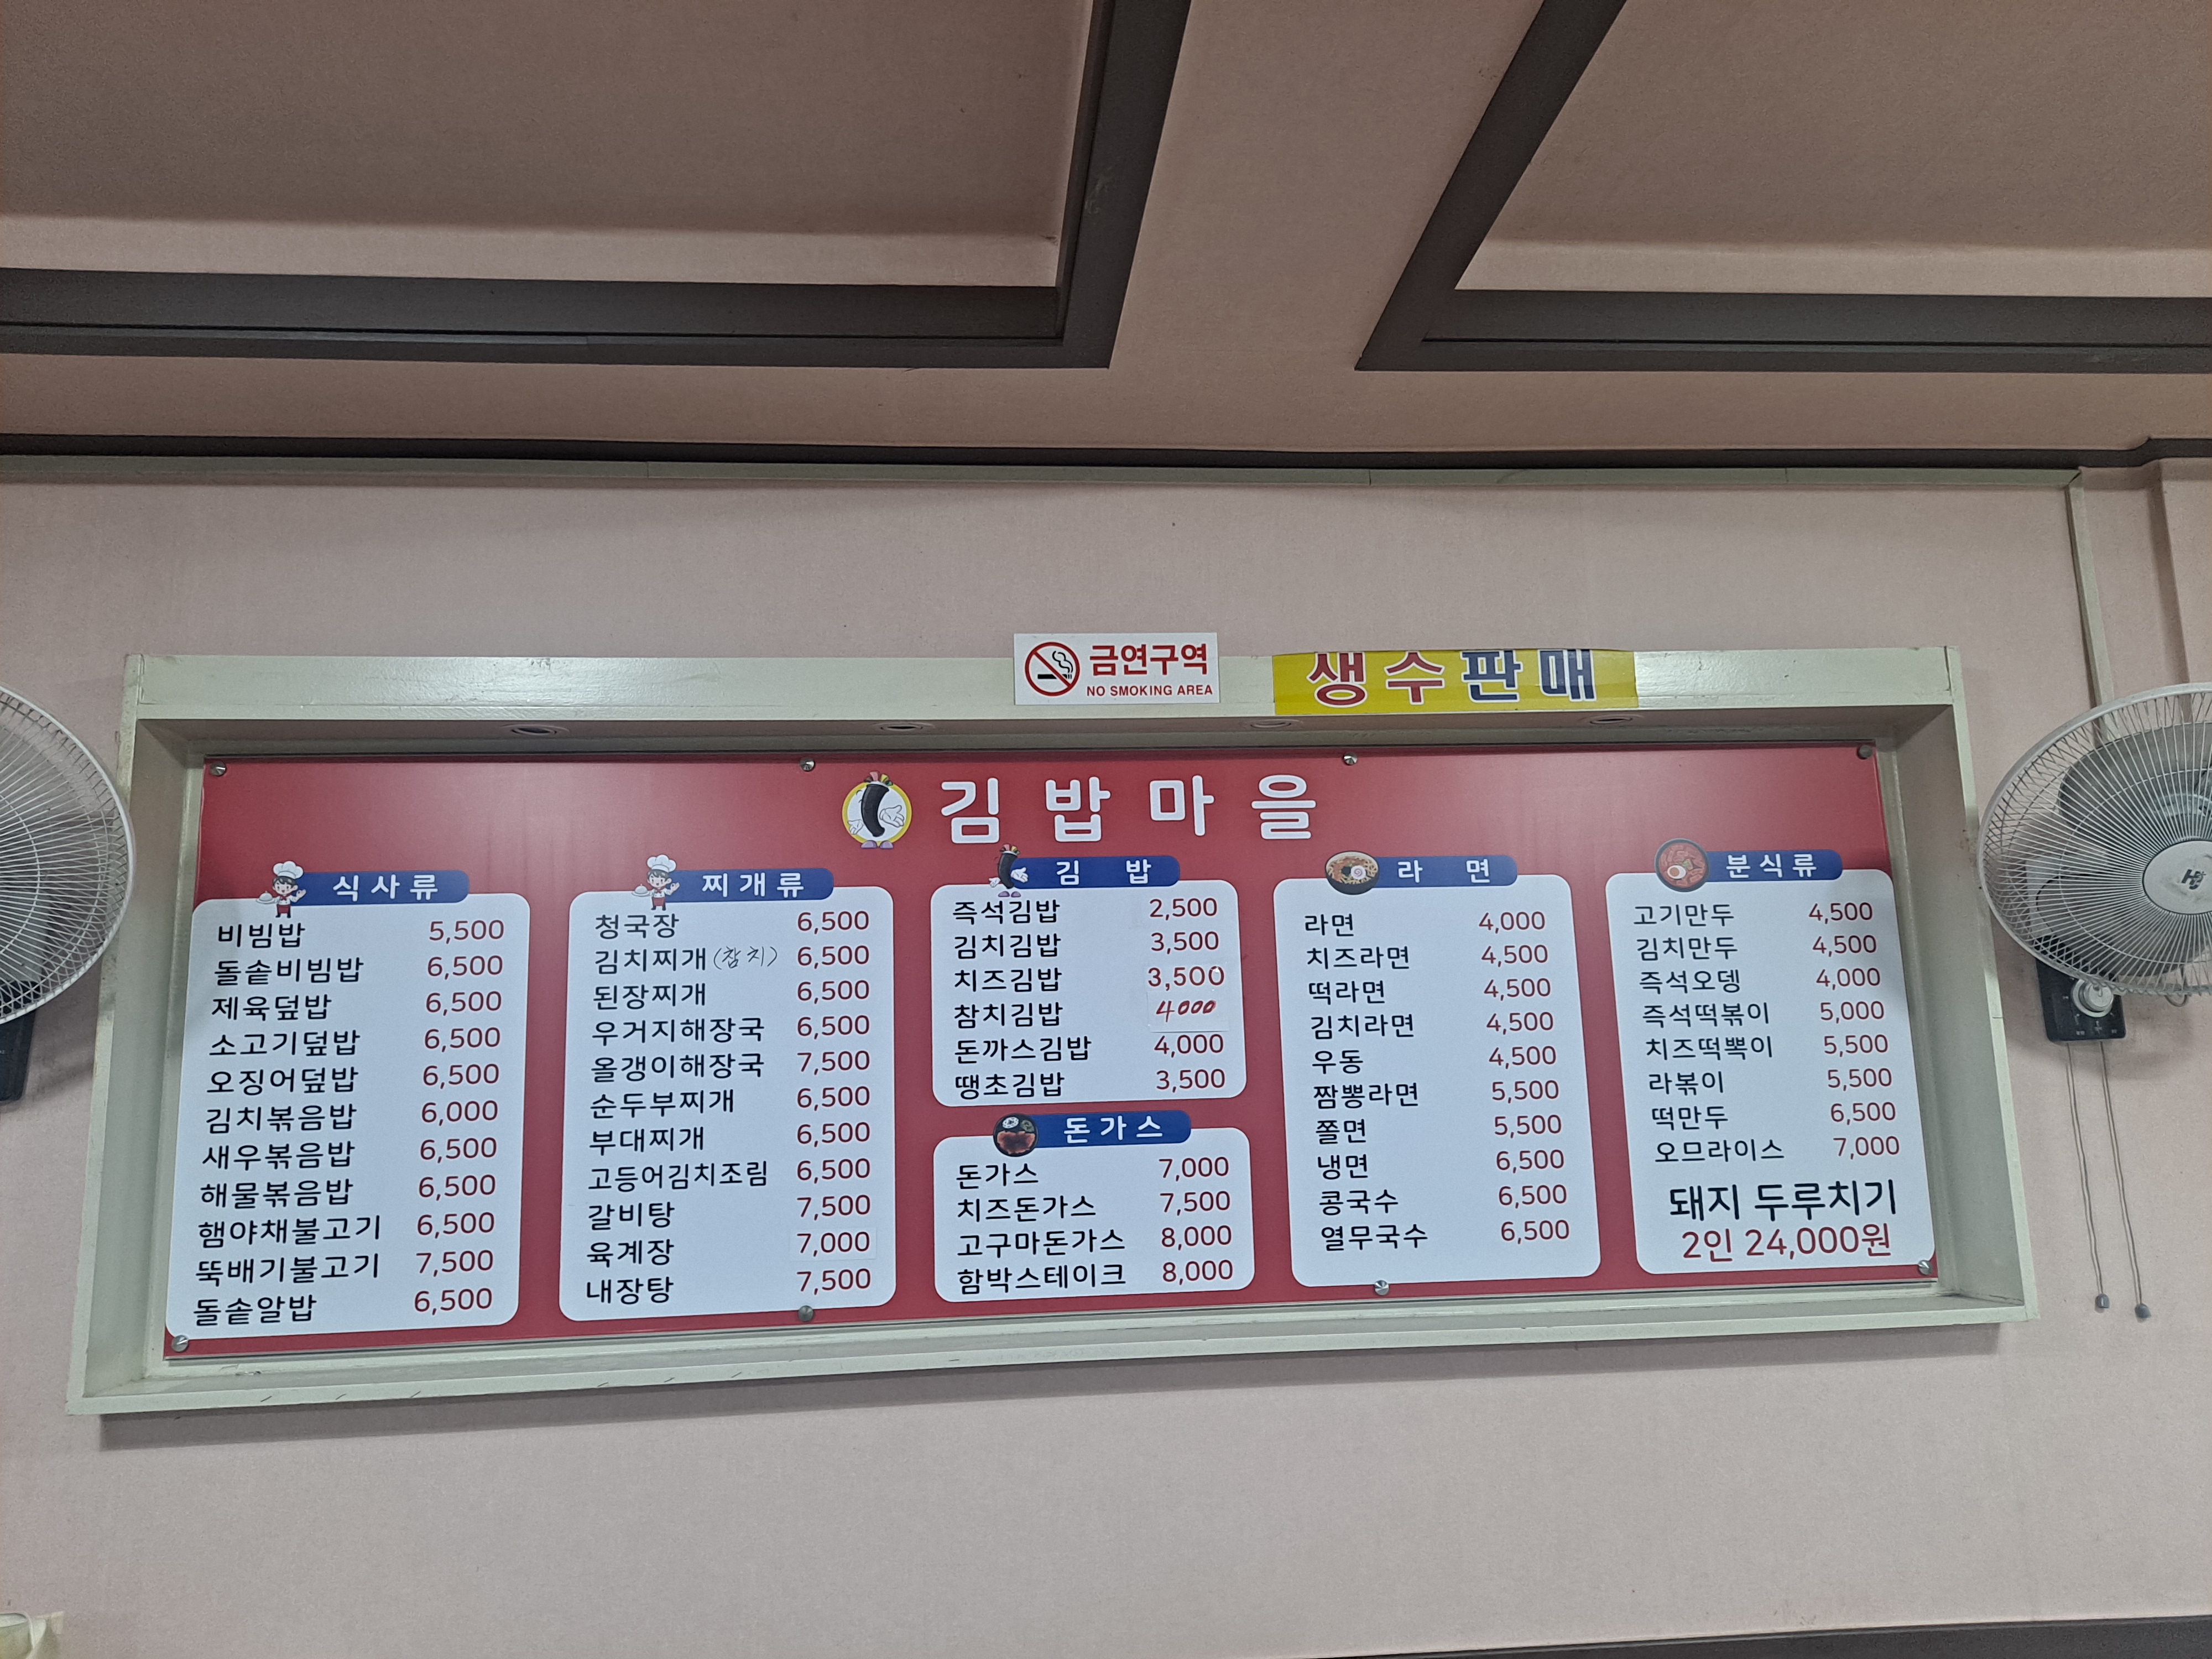 금연구역
NO SMOKING AREA
생수판매
김밥마을
식사류
비빔밥 5,500
돌솥비빔밥 6,500
제육덮밥 6,500
소고기덮밥 6,500
오징어덮밥 6,500
김치볶음밥 6,000
새우볶음밥 6,500
해물볶음밥 6,500
햄야채불고기 6,500
뚝배기불고기 7,500
돌솥알밥 6,500
찌개류
청국장 6,500
김치찌개(참치) 6,500
된장찌개 6,500
우거지해장국 6,500
올갱이해장국 7,500
순두부찌개 6,500
부대찌개 6,500
고등어김치조림 6,500
갈비탕 7,500
육계장 7,000
내장탕 7,500
김 밥
즉석김밥 2,500
김치김밥 3,500
치즈김밥 3,500
참치김밥 4000
돈까스김밥 4,000
땡초김밥 3,500
돈가스
돈가스 7,000
치즈돈가스 7,500
고구마돈가스 8,000
함박스테이크 8,000
라 면
라면 4,000
치즈라면 4,500
떡라면 4,500
김치라면 4,500
우동 4,500
짬뽕라면 5,500
쫄면 5,500
냉면 6,500
콩국수 6,500
열무국수 6,500
분식류
고기만두 4,500
김치만두 4,500
즉석오뎅 4,000
즉석떡볶이 5,000
치즈떡뽁이 5,500
라볶이 5,500
떡만두 6,500
오므라이스 7,000
돼지 두루치기
2인 24,000원